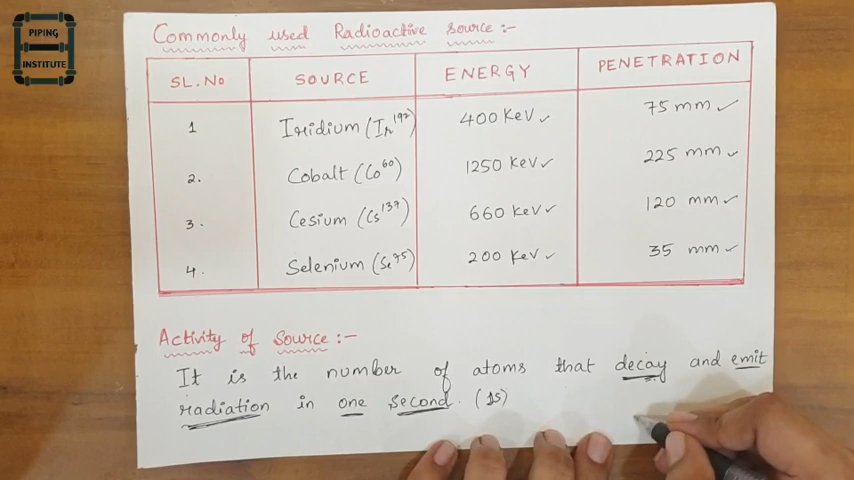 PIPING
INSTITUTE
Commonly used Radioactive source :-
SL.No SOURCE ENERGY PENETRATION
1 Iridium (Ir¹⁹²) 400 KeV ✓ 75 mm ✓
2. Cobalt (Co⁶⁰) 1250 KeV ✓ 225 mm ✓
3. Cesium (Cs¹³⁷) 660 KeV ✓ 120 mm ✓
4. Selenium (Se⁷⁵) 200 KeV ✓ 35 mm ✓
Activity of Source :-
It is the number of atoms that decay and emit
radiation in one second. (1s)